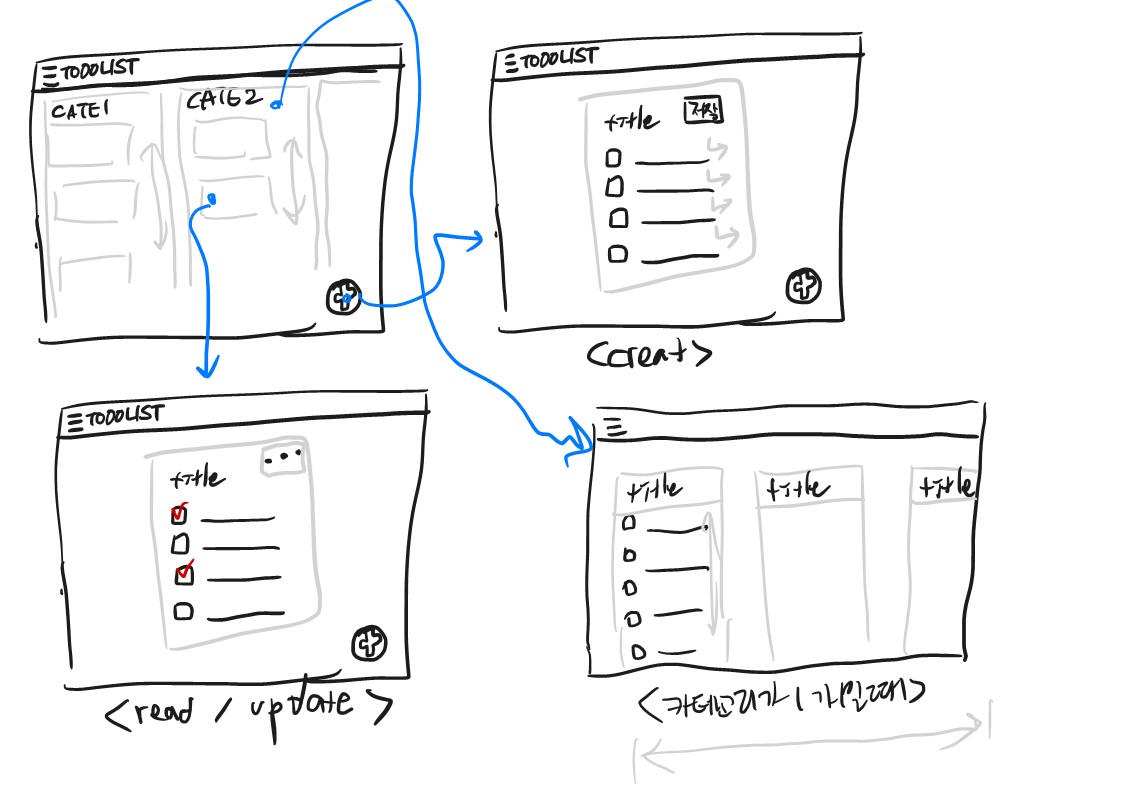 TODOLIST
CATE1
CATE2
TODOLIST
title
저장
<creat>
TODOLIST
title
...
<read / update>
title
title
title
<카테고리가 1개일때>